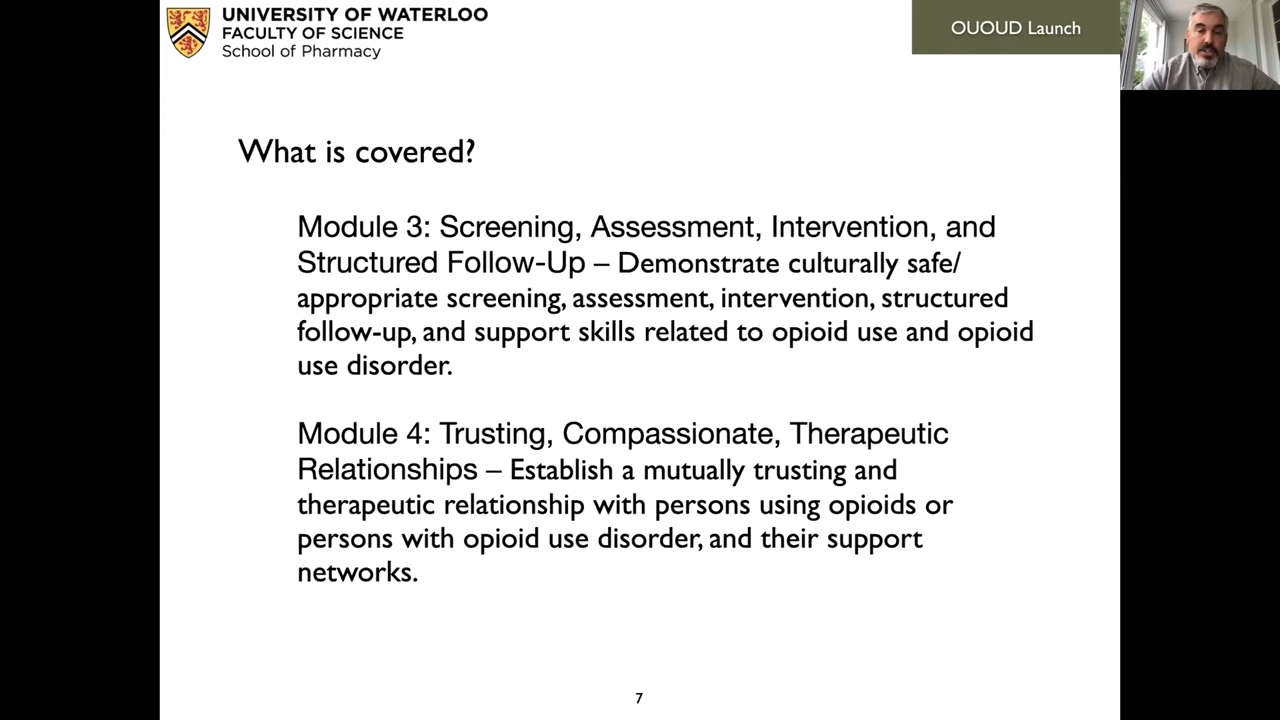 UNIVERSITY OF WATERLOO
FACULTY OF SCIENCE
School of Pharmacy
OUOUD Launch
What is covered?
Module 3: Screening, Assessment, Intervention, and
Structured Follow-Up – Demonstrate culturally safe/
appropriate screening, assessment, intervention, structured
follow-up, and support skills related to opioid use and opioid
use disorder.
Module 4: Trusting, Compassionate, Therapeutic
Relationships – Establish a mutually trusting and
therapeutic relationship with persons using opioids or
persons with opioid use disorder, and their support
networks.
7